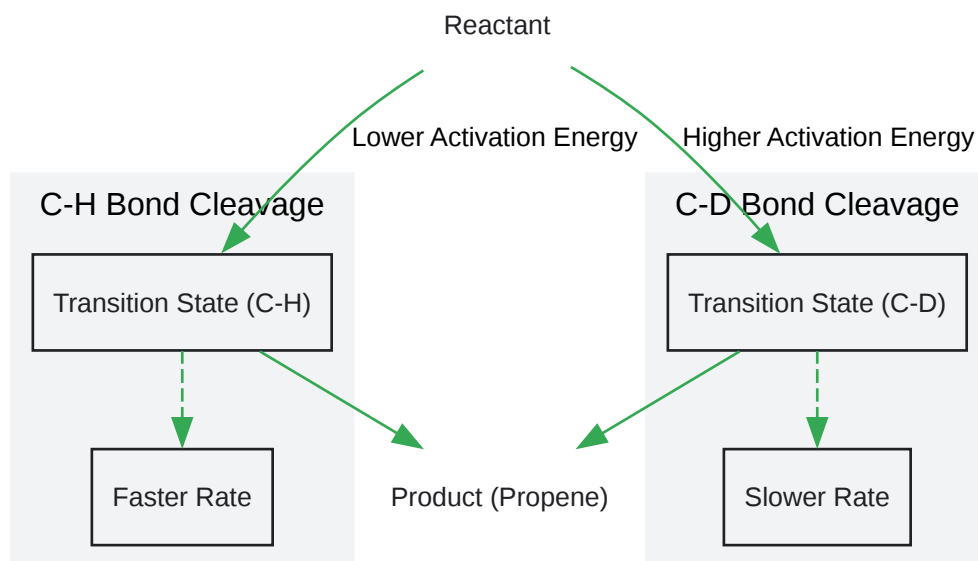 Reactant
Lower Activation Energy
Higher Activation Energy
C-H Bond Cleavage
C-D Bond Cleavage
Transition State (C-H)
Transition State (C-D)
Faster Rate
Product (Propene)
Slower Rate